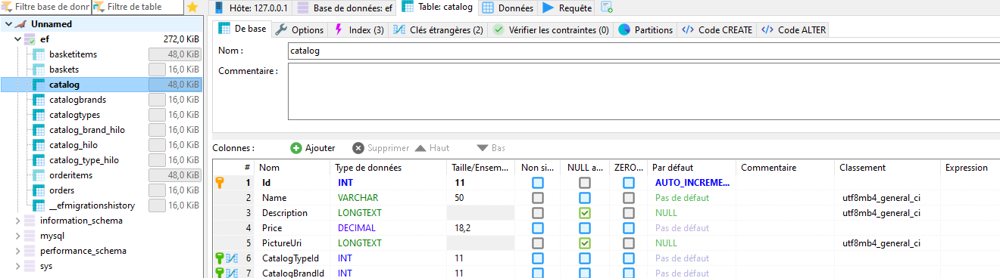 Filtre base de donr Filtre de table
Unnamed
ef 272,0 KiB
basketitems 48,0 KiB
baskets 16,0 KiB
catalog 48,0 KiB
catalogbrands 16,0 KiB
catalogtypes 16,0 KiB
catalog_brand_hilo 16,0 KiB
catalog_hilo 16,0 KiB
catalog_type_hilo 16,0 KiB
orderitems 48,0 KiB
orders 16,0 KiB
__efmigrationshistory 16,0 KiB
information_schema
mysql
performance_schema
sys
Hôte: 127.0.0.1 Base de données: ef Table: catalog Données Requête
De base Options Index (3) Clés étrangères (2) Vérifier les contraintes (0) Partitions Code CREATE Code ALTER
Nom : catalog
Commentaire :
Colonnes : Ajouter Supprimer Haut Bas
# Nom Type de données Taille/Ensem... Non si... NULL a... ZERO... Par défaut Commentaire Classement Expression
1 Id INT 11 AUTO_INCREME...
2 Name VARCHAR 50 Pas de défaut utf8mb4_general_ci
3 Description LONGTEXT NULL utf8mb4_general_ci
4 Price DECIMAL 18,2 Pas de défaut
5 PictureUri LONGTEXT NULL utf8mb4_general_ci
6 CatalogTypeId INT 11 Pas de défaut
7 CatalogBrandId INT 11 Pas de défaut